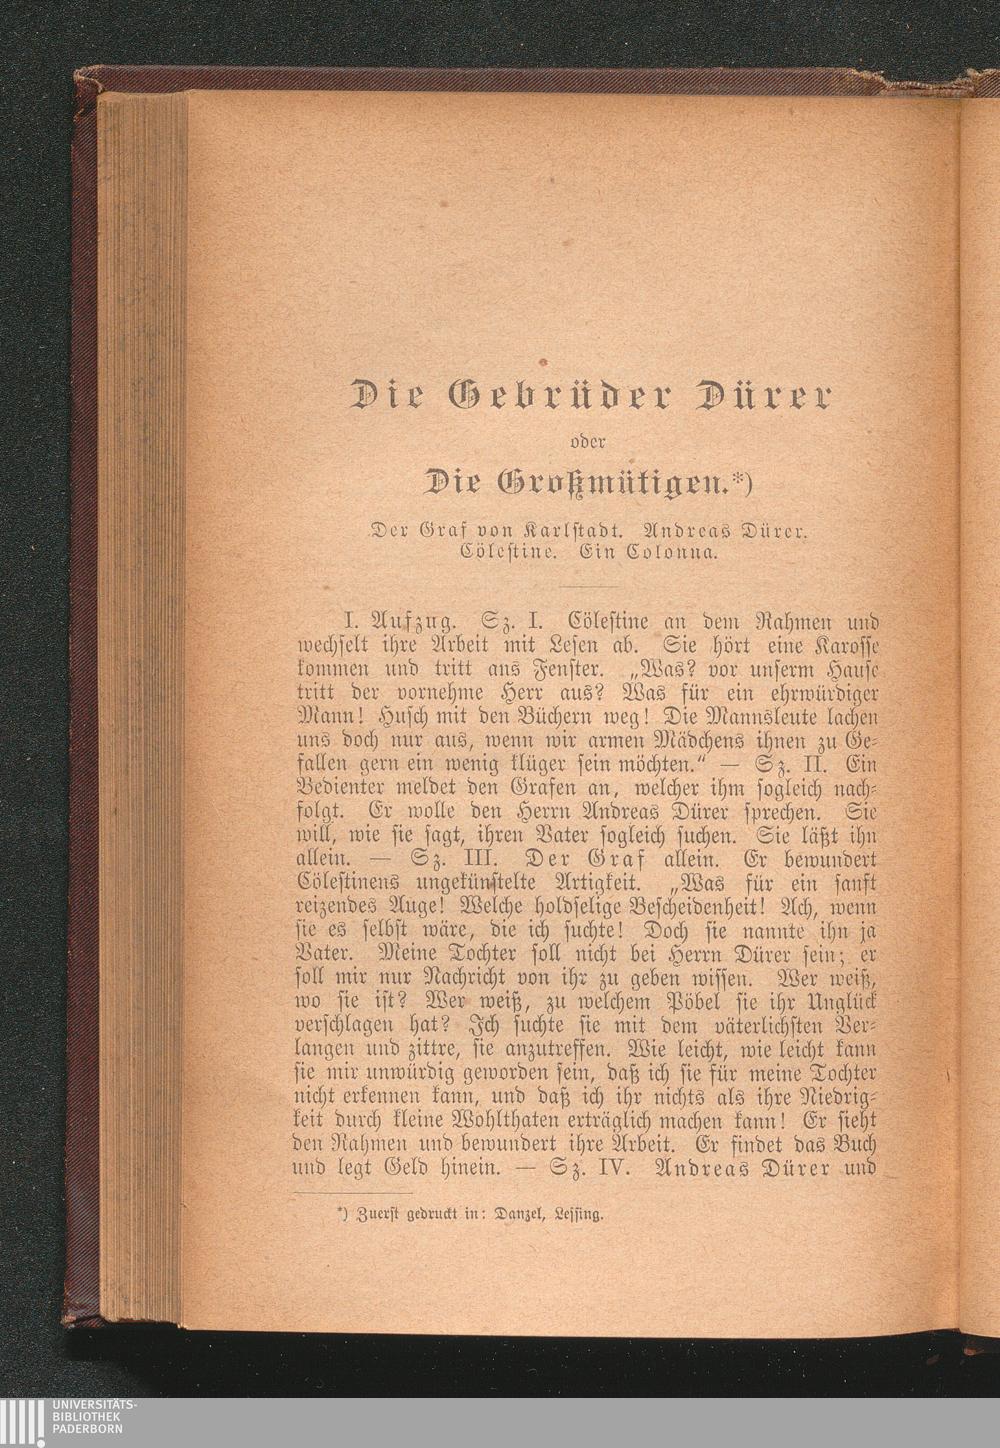 Die Gebrüder Dürer
oder
Die Großmütigen.*)
Der Graf von Karlstadt. Andreas Dürer.
Cölestine. Ein Colonna.
I. Aufzug. Sz. I. Cölestine an dem Rahmen und
wechselt ihre Arbeit mit Lesen ab. Sie hört eine Karosse
kommen und tritt ans Fenster. „Was? vor unserm Hause
tritt der vornehme Herr aus? Was für ein ehrwürdiger
Mann! Husch mit den Büchern weg! Die Mannsleute lachen
uns doch nur aus, wenn wir armen Mädchens ihnen zu Ge-
fallen gern ein wenig klüger sein möchten.“ — Sz. II. Ein
Bedienter meldet den Grafen an, welcher ihm sogleich nach-
folgt. Er wolle den Herrn Andreas Dürer sprechen. Sie
will, wie sie sagt, ihren Vater sogleich suchen. Sie läßt ihn
allein. — Sz. III. Der Graf allein. Er bewundert
Cölestinens ungekünstelte Artigkeit. „Was für ein sanft
reizendes Auge! Welche holdselige Bescheidenheit! Ach, wenn
sie es selbst wäre, die ich suchte! Doch sie nannte ihn ja
Vater. Meine Tochter soll nicht bei Herrn Dürer sein; er
soll mir nur Nachricht von ihr zu geben wissen. Wer weiß,
wo sie ist? Wer weiß, zu welchem Pöbel sie ihr Unglück
verschlagen hat? Ich suchte sie mit dem väterlichsten Ver-
langen und zittre, sie anzutreffen. Wie leicht, wie leicht kann
sie mir unwürdig geworden sein, daß ich sie für meine Tochter
nicht erkennen kann, und daß ich ihr nichts als ihre Niedrig-
keit durch kleine Wohlthaten erträglich machen kann! Er sieht
den Rahmen und bewundert ihre Arbeit. Er findet das Buch
und legt Geld hinein. — Sz. IV. Andreas Dürer und
*) Zuerst gedruckt in: Danzel, Lessing.
UNIVERSITÄTS-
BIBLIOTHEK
PADERBORN